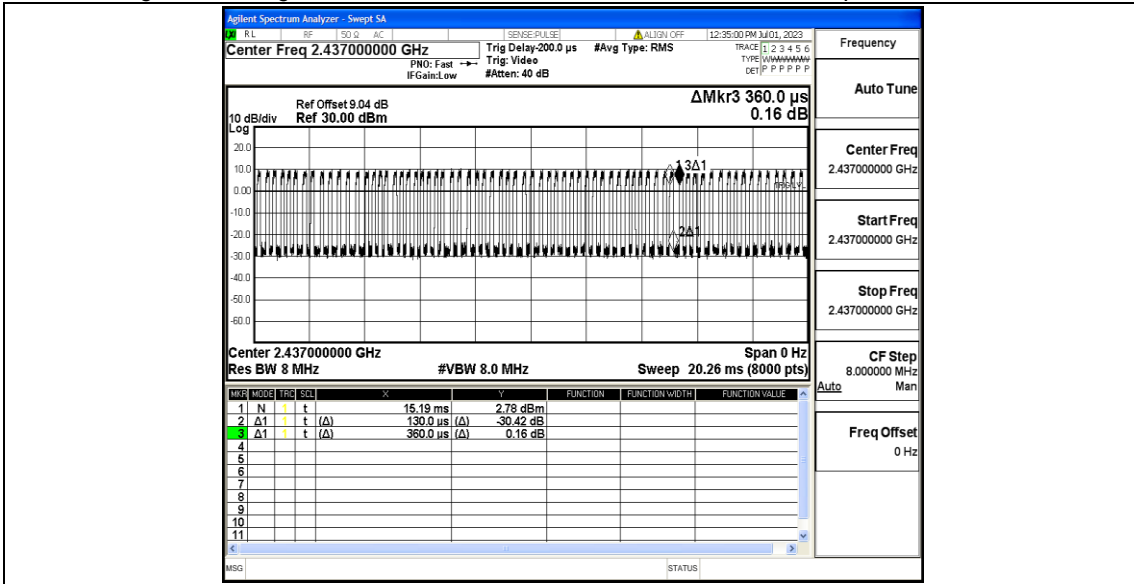 Agilent Spectrum Analyzer - Swept SA
RL RF 50 Ω AC SENSE:PULSE ALIGN OFF 12:35:00 PM Jul 01, 2023
Center Freq 2.437000000 GHz
PNO: Fast
IFGain:Low
Trig Delay-200.0 µs
Trig: Video
#Atten: 40 dB
#Avg Type: RMS
TRACE 1 2 3 4 5 6
TYPE WWWWWW
DET P P P P P P
ΔMkr3 360.0 µs
0.16 dB
Ref Offset 9.04 dB
10 dB/div Ref 30.00 dBm
Log
20.0
10.0
0.00
-10.0
-20.0
-30.0
-40.0
-50.0
-60.0
1 3Δ1
TRIG LVL
2Δ1
Center 2.437000000 GHz Span 0 Hz
Res BW 8 MHz #VBW 8.0 MHz Sweep 20.26 ms (8000 pts)
MKR MODE TRC SCL X Y FUNCTION FUNCTION WIDTH FUNCTION VALUE
1 N 1 t 15.19 ms 2.78 dBm
2 Δ1 1 t (Δ) 130.0 µs (Δ) -30.42 dB
3 Δ1 1 t (Δ) 360.0 µs (Δ) 0.16 dB
4
5
6
7
8
9
10
11
MSG STATUS
Frequency
Auto Tune
Center Freq
2.437000000 GHz
Start Freq
2.437000000 GHz
Stop Freq
2.437000000 GHz
CF Step
8.000000 MHz
Auto Man
Freq Offset
0 Hz